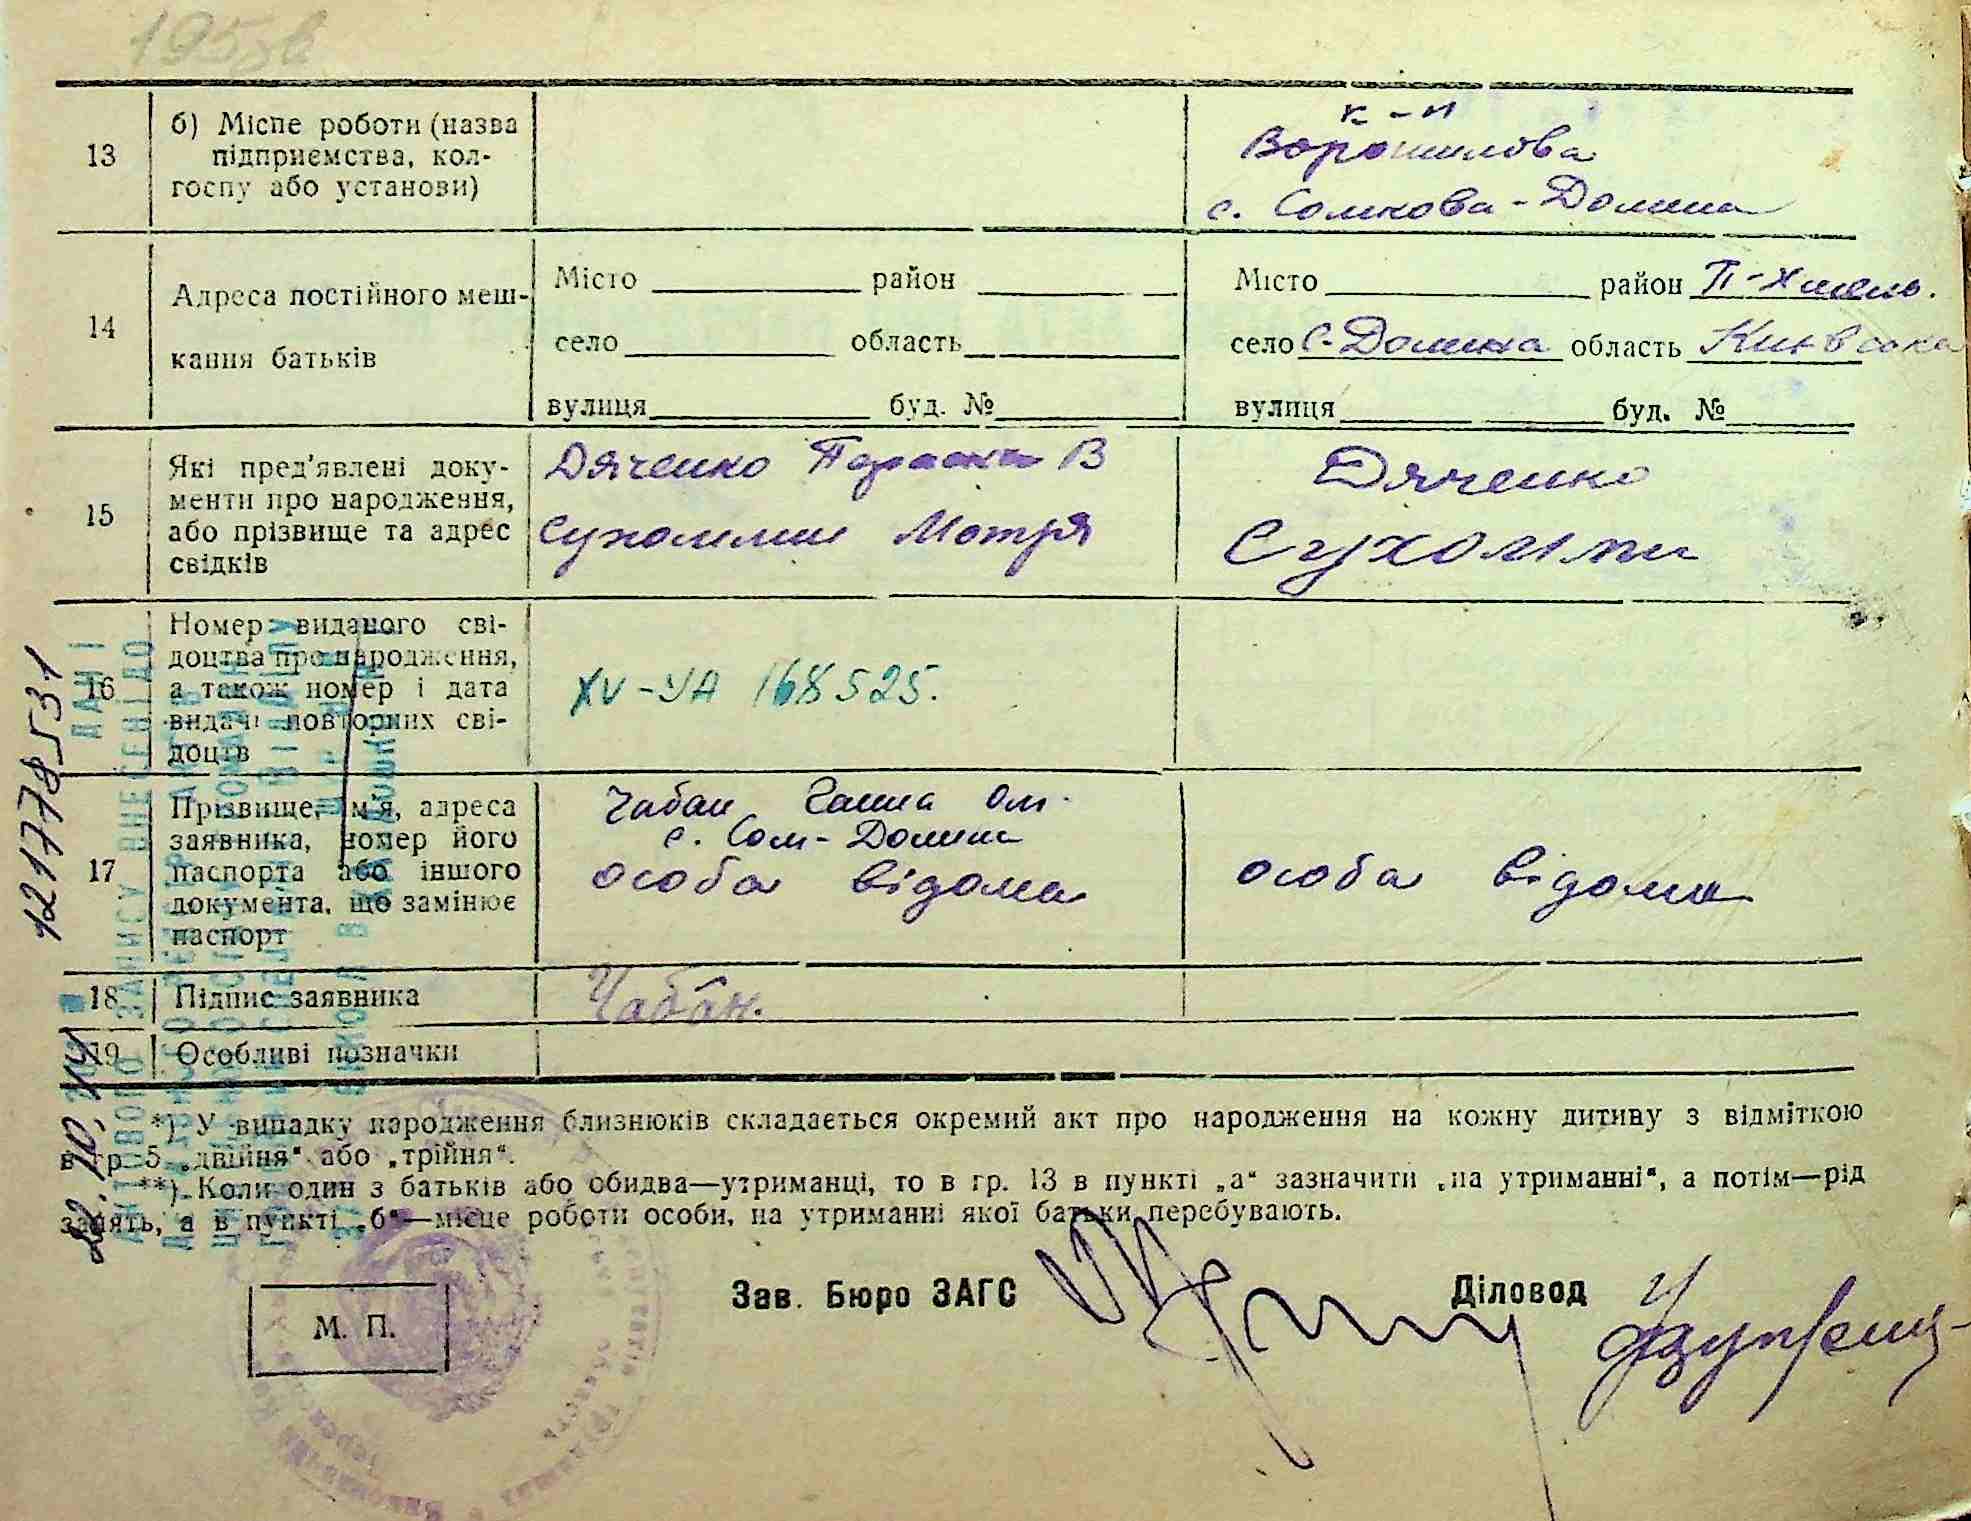 13
б) Місце роботи (назва
підприємства, кол-
госпу або установи)
к-п
Ворошилова
с. Сомкова-Долина
14
Адреса постійного меш-
кання батьків
Місто район
село область
вулиця буд. №
Місто район П-Хмель.
село С-Долина область Київська
вулиця буд. №
15
Які пред'явлені доку-
менти про народження,
або прізвище та адрес
свідків
Дяченко Параска В
Сухомлин Мотря
Дяченко
Сухомли
16
Номер виданого сві-
доцтва про народження,
а також номер і дата
видачі повторних сві-
доцтв
XV-УА 168525.
17
Прізвище, ім'я, адреса
заявника, номер його
паспорта або іншого
документа, що замінює
паспорт
Чабан Ганна Ом.
с. Сом-Долина
особа відома
особа відома
18
Підпис заявника
Чабан.
19
Особливі позначки
*) У випадку народження близнюків складається окремий акт про народження на кожну дитину з відміткою
в гр. 5 „двійня“ або „трійня“.
**) Коли один з батьків або обидва—утриманці, то в гр. 13 в пункті „а“ зазначити „на утриманні“, а потім—рід
занять, а в пункті „б“—місце роботи особи, на утриманні якої батьки перебувають.
М. П.
Зав. Бюро ЗАГС
Діловод
121778531
ДАНІ